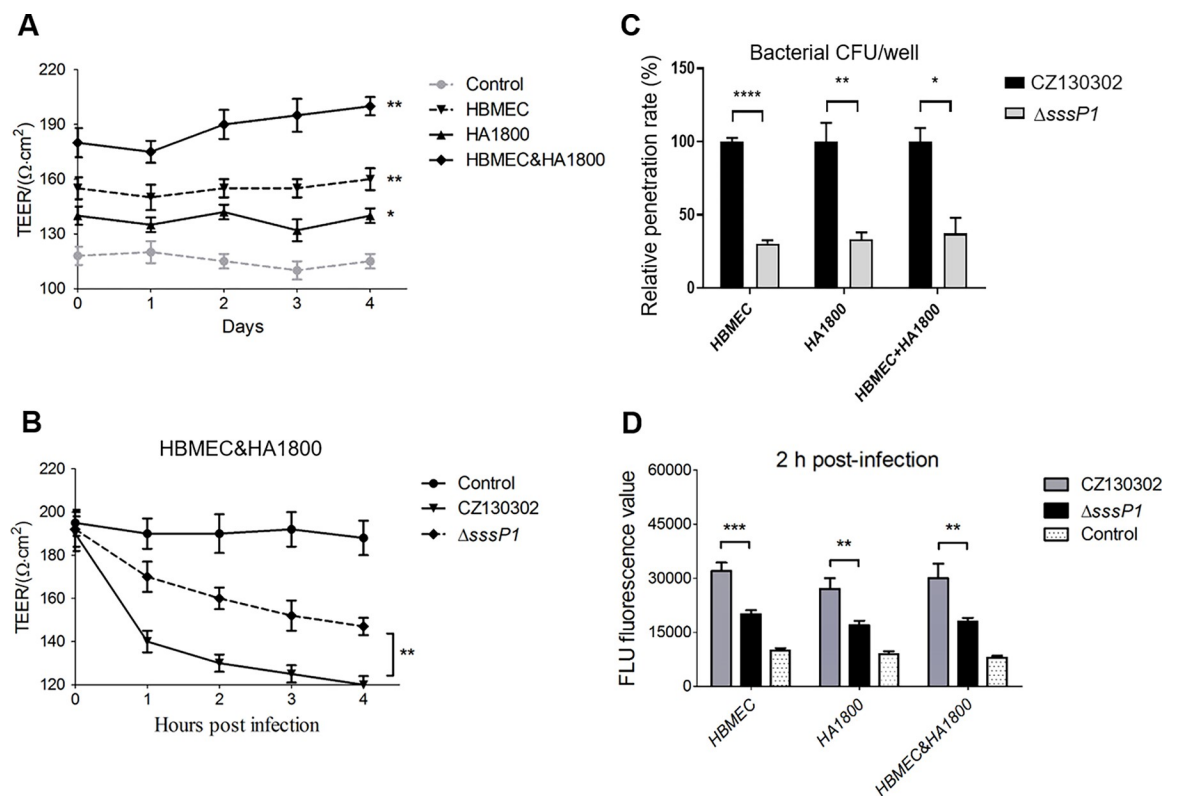 A
220
190
160
130
100
TEER/(Ω·cm²)
0 1 2 3 4
Days
Control
HBMEC
HA1800
HBMEC&HA1800
**
**
*
B
HBMEC&HA1800
220
200
180
160
140
120
TEER/(Ω·cm²)
0 1 2 3 4
Hours post infection
Control
CZ130302
ΔsssP1
**
C
Bacterial CFU/well
150
100
50
0
Relative penetration rate (%)
**** ** *
HBMEC HA1800 HBMEC+HA1800
CZ130302
ΔsssP1
D
2 h post-infection
60000
45000
30000
15000
0
FLU fluorescence value
*** ** **
HBMEC HA1800 HBMEC&HA1800
CZ130302
ΔsssP1
Control